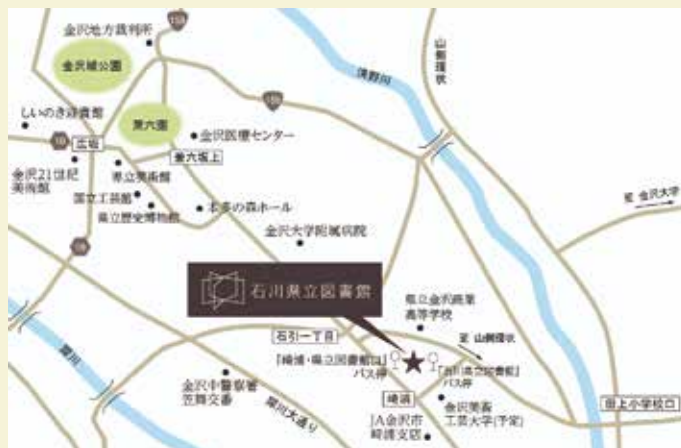 159
金沢地方裁判所
金沢城公園
山側環状
浅野川
159
しいのき迎賓館
兼六園
10
広坂
金沢医療センター
兼六坂上
金沢21世紀
美術館
県立美術館
国立工芸館
県立歴史博物館
本多の森ホール
至 金沢大学
金沢大学附属病院
石川県立図書館
県立金沢商業
高等学校
石引一丁目
至 山側環状
「崎浦・県立図書館口」
バス停
「石川県立図書館」
バス停
犀川
金沢中警察署
笠舞交番
犀川大通り
崎浦
金沢美術
工芸大学(予定)
田上小学校口
JA金沢市
崎浦支店